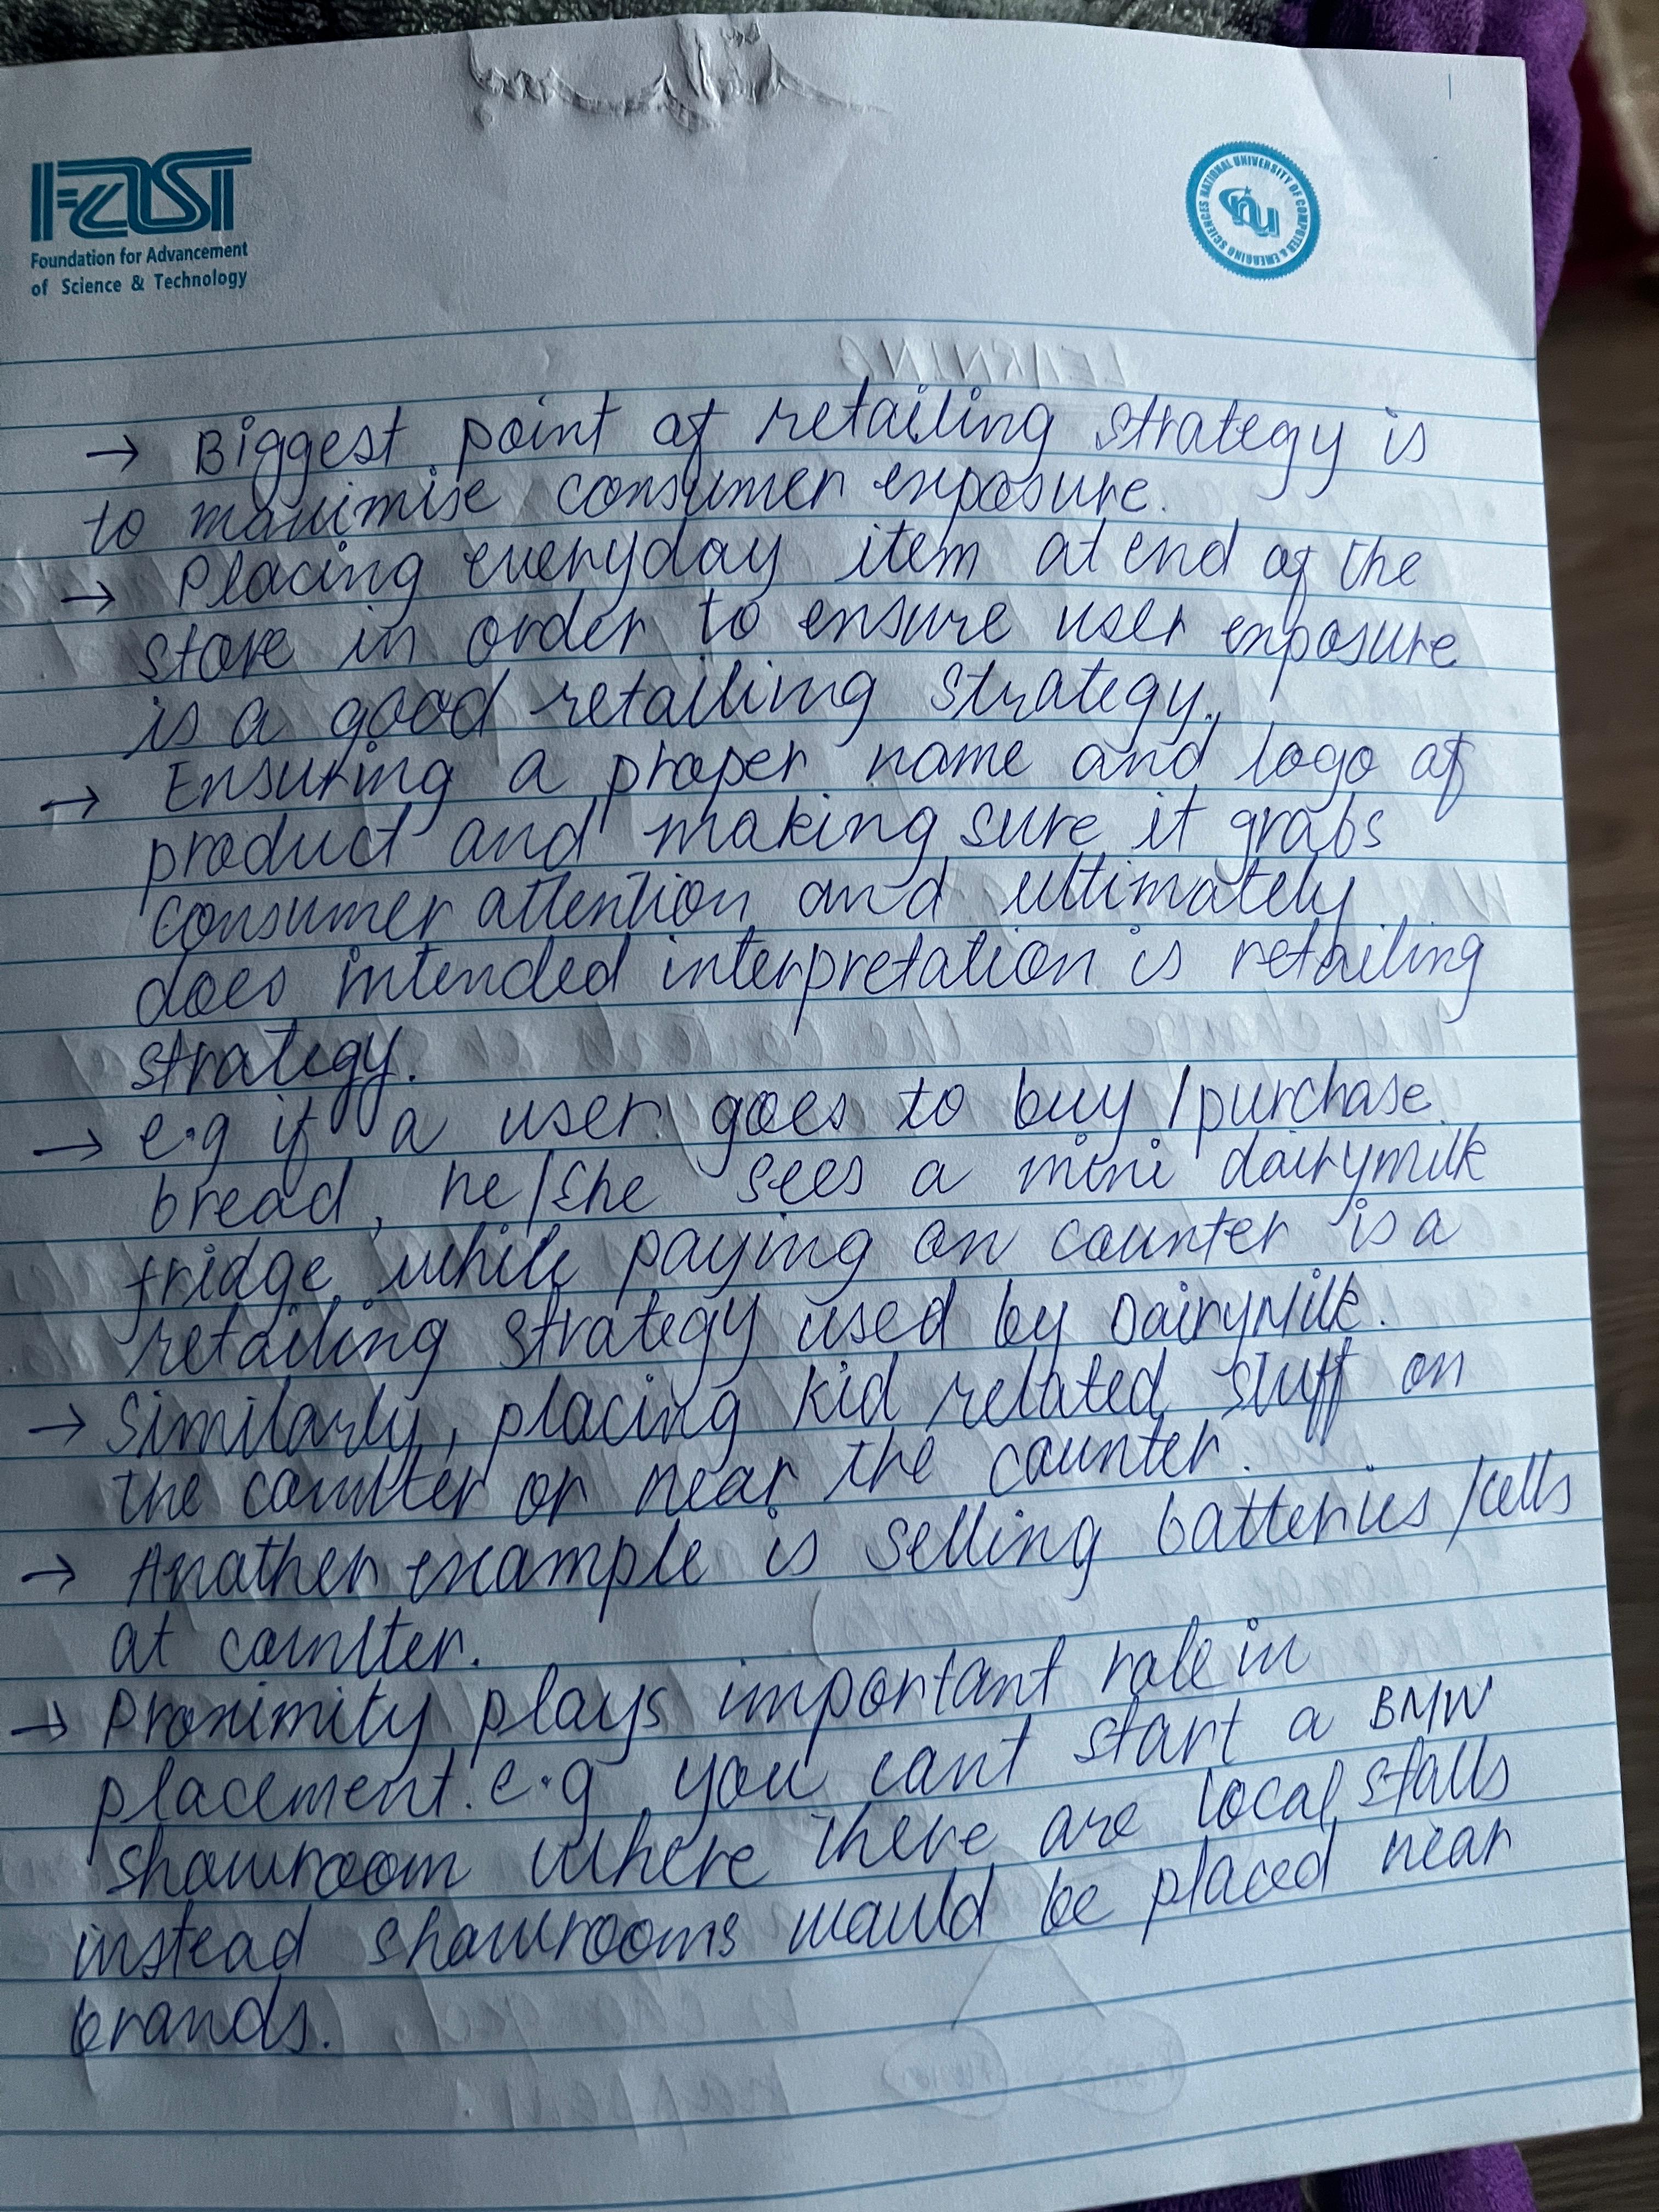 FAST
Foundation for Advancement
of Science & Technology
NATIONAL UNIVERSITY OF COMPUTER & EMERGING SCIENCES
nu
LEARNING
→ Biggest point of retailing strategy is
to maximise consumer exposure.
→ Placing everyday item at end of the
store in order to ensure user exposure
is a good retailing strategy.
→ Ensuring a proper name and logo of
product and making sure it grabs
consumer attention and ultimately
does intended interpretation is retailing
strategy.
→ e.g if a user goes to buy /purchase
bread, he/she sees a mini dairymilk
fridge while paying on counter is a
retailing strategy used by DairyMilk.
→ Similarly, placing kid related stuff on
the counter or near the counter.
→ Another example is selling batteries /cells
at counter.
→ Proximity plays important role in
placement. e.g you cant start a BMW
showroom where there are local stalls
instead showrooms would be placed near
brands.